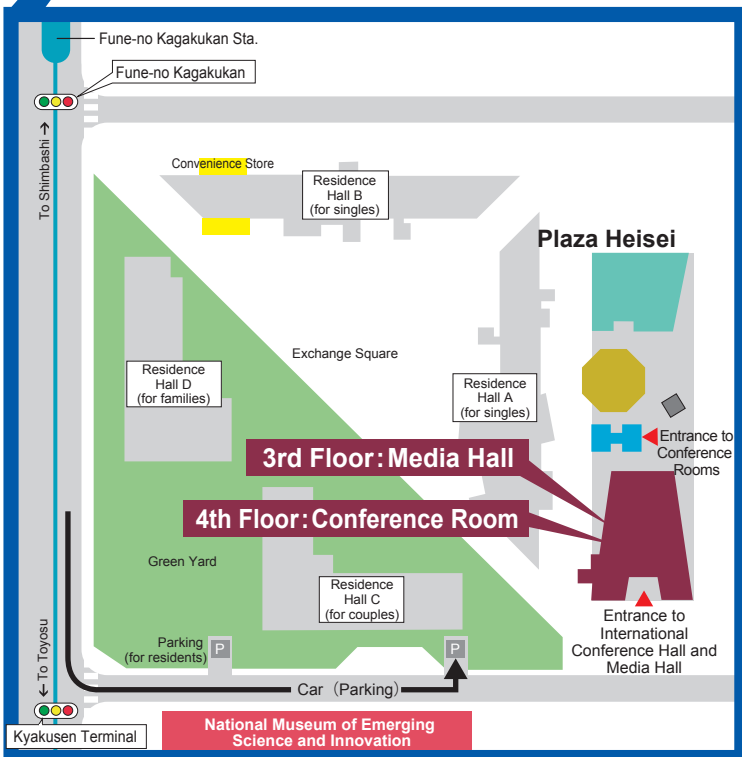 Fune-no Kagakukan Sta.
Fune-no Kagakukan
To Shimbashi →
Convenience Store
Residence
Hall B
(for singles)
Plaza Heisei
Exchange Square
Residence
Hall D
(for families)
Residence
Hall A
(for singles)
Entrance to
Conference
Rooms
3rd Floor:Media Hall
4th Floor:Conference Room
Green Yard
Residence
Hall C
(for couples)
Entrance to
International
Conference Hall and
Media Hall
Parking
(for residents)
P
P
← To Toyosu
Car (Parking)
Kyakusen Terminal
National Museum of Emerging
Science and Innovation